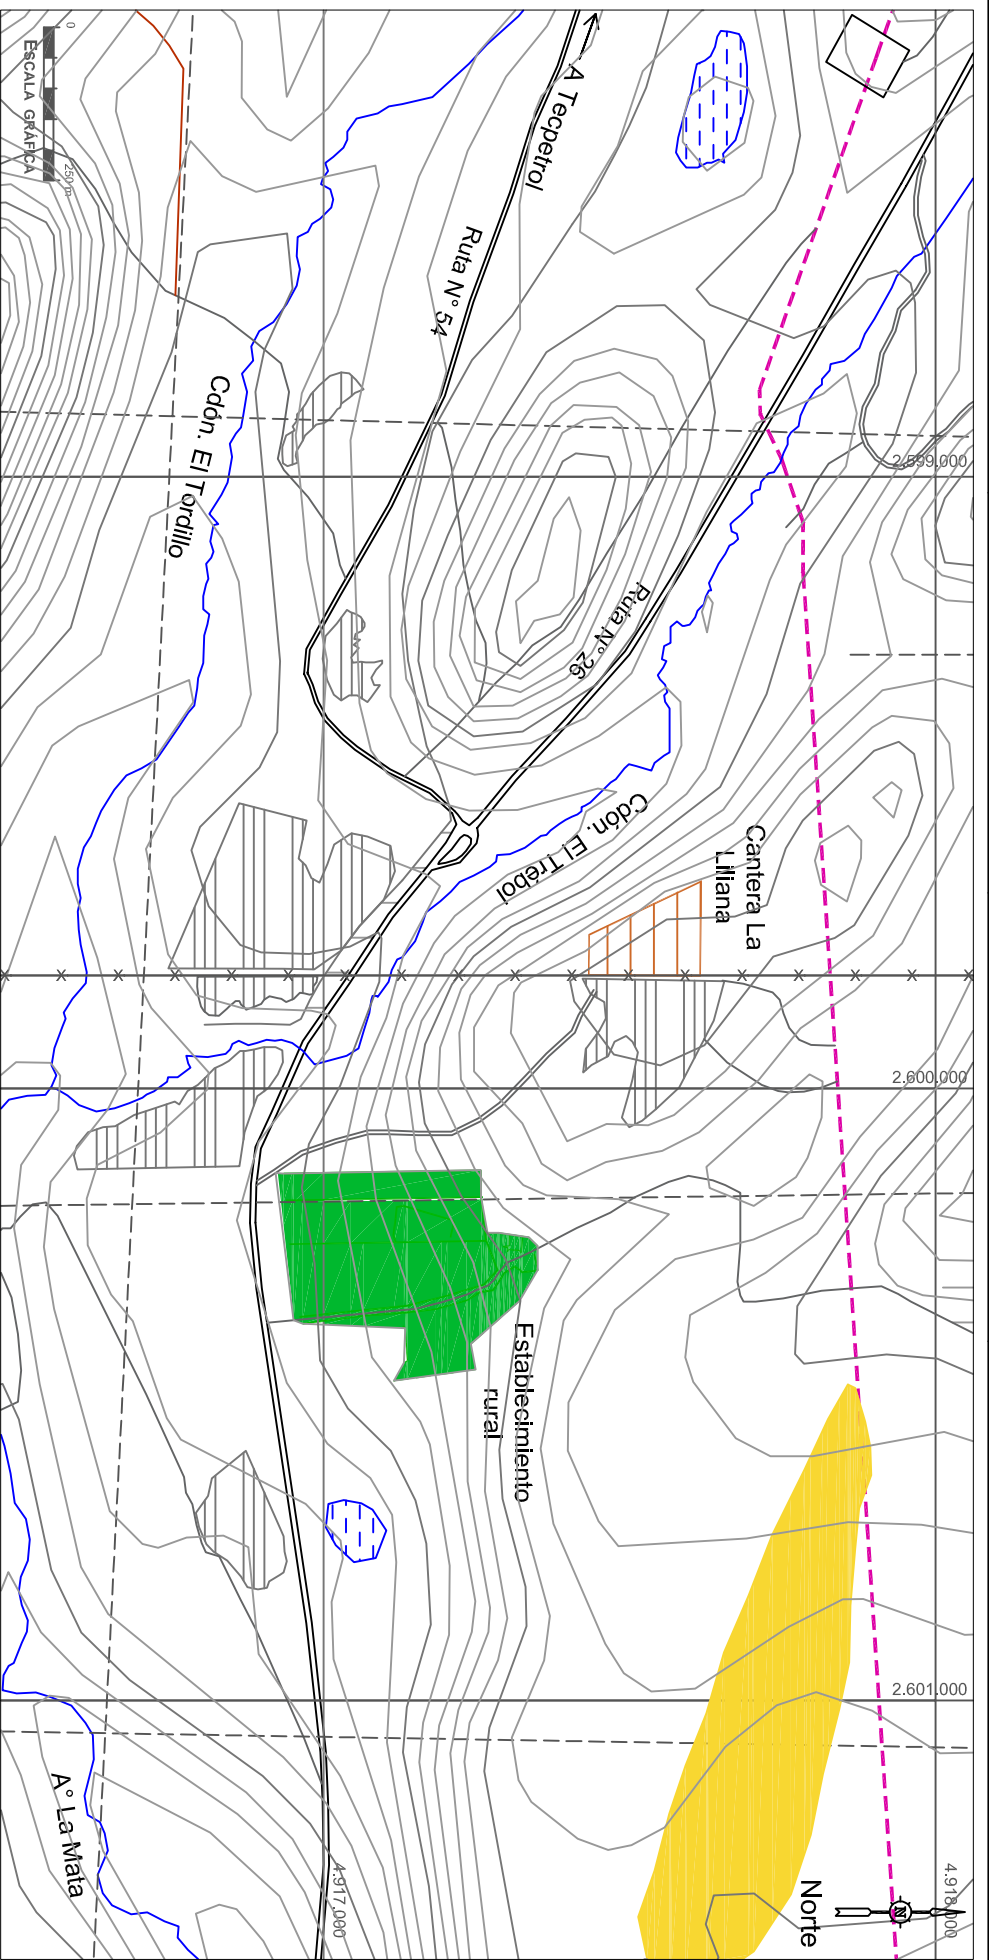 0
250 m
ESCALA GRÁFICA
A Tecpetrol
Ruta N° 54
Cdón. El Tordillo
2.599.000
Ruta N° 26
Cdón. El Trébol
Cantera La
Liliana
2.600.000
Establecimiento
rural
2.601.000
A° La Mata
4.917.000
4.918.000
Norte
N